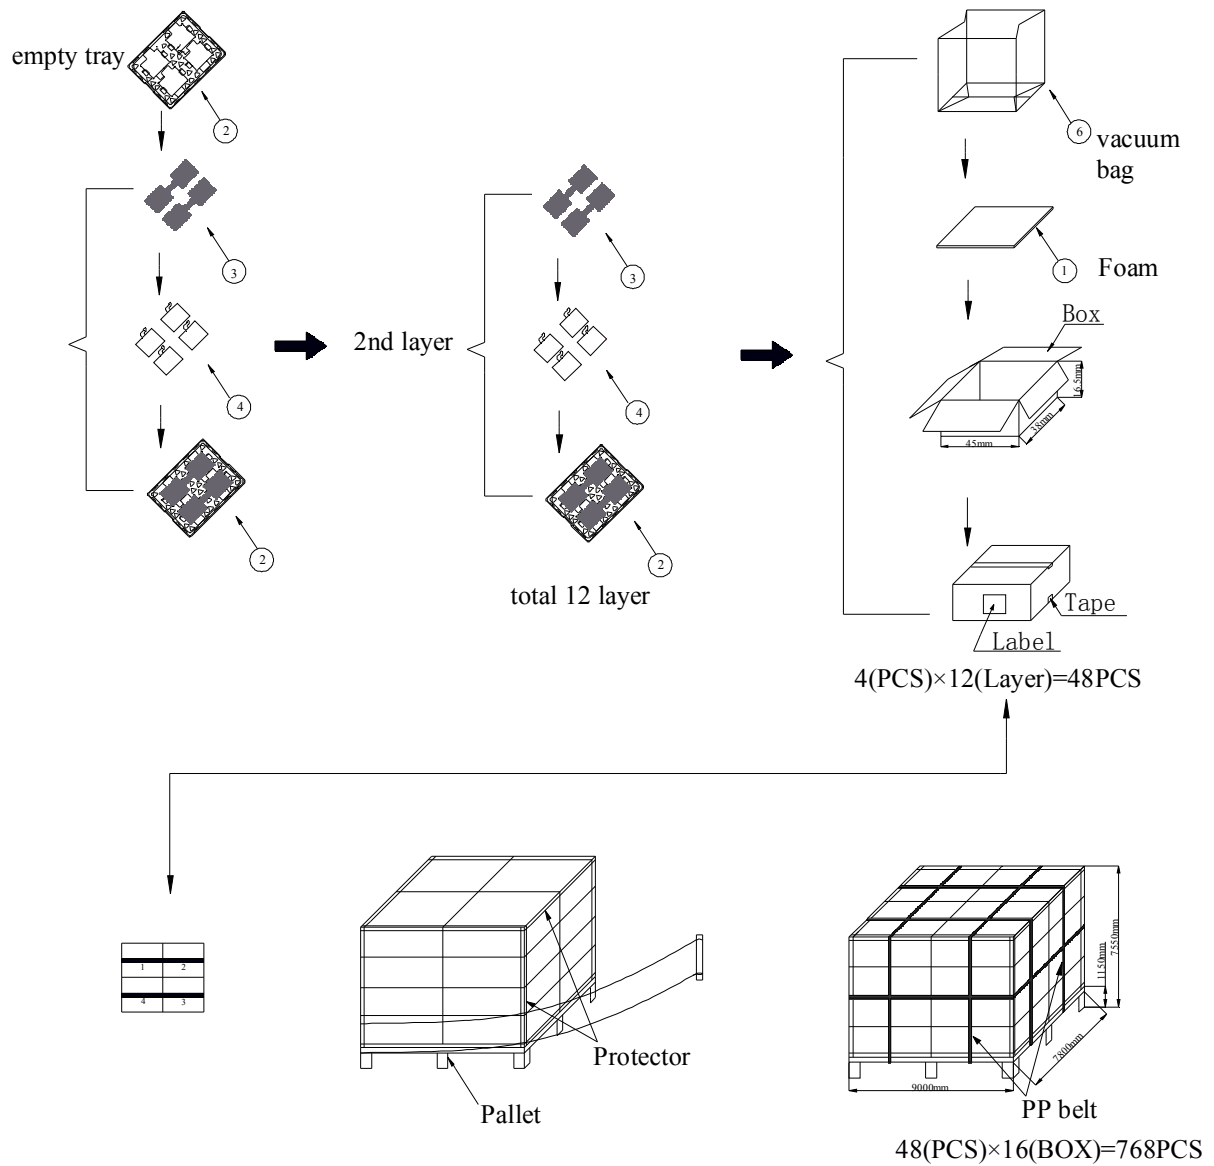 empty tray
2
3
4
2
2nd layer
3
4
2
total 12 layer
6
vacuum
bag
1
Foam
Box
16.5mm
38mm
45mm
Tape
Label
4(PCS)×12(Layer)=48PCS
1 2
4 3
Protector
Pallet
7550mm
1150mm
7800mm
9000mm
PP belt
48(PCS)×16(BOX)=768PCS